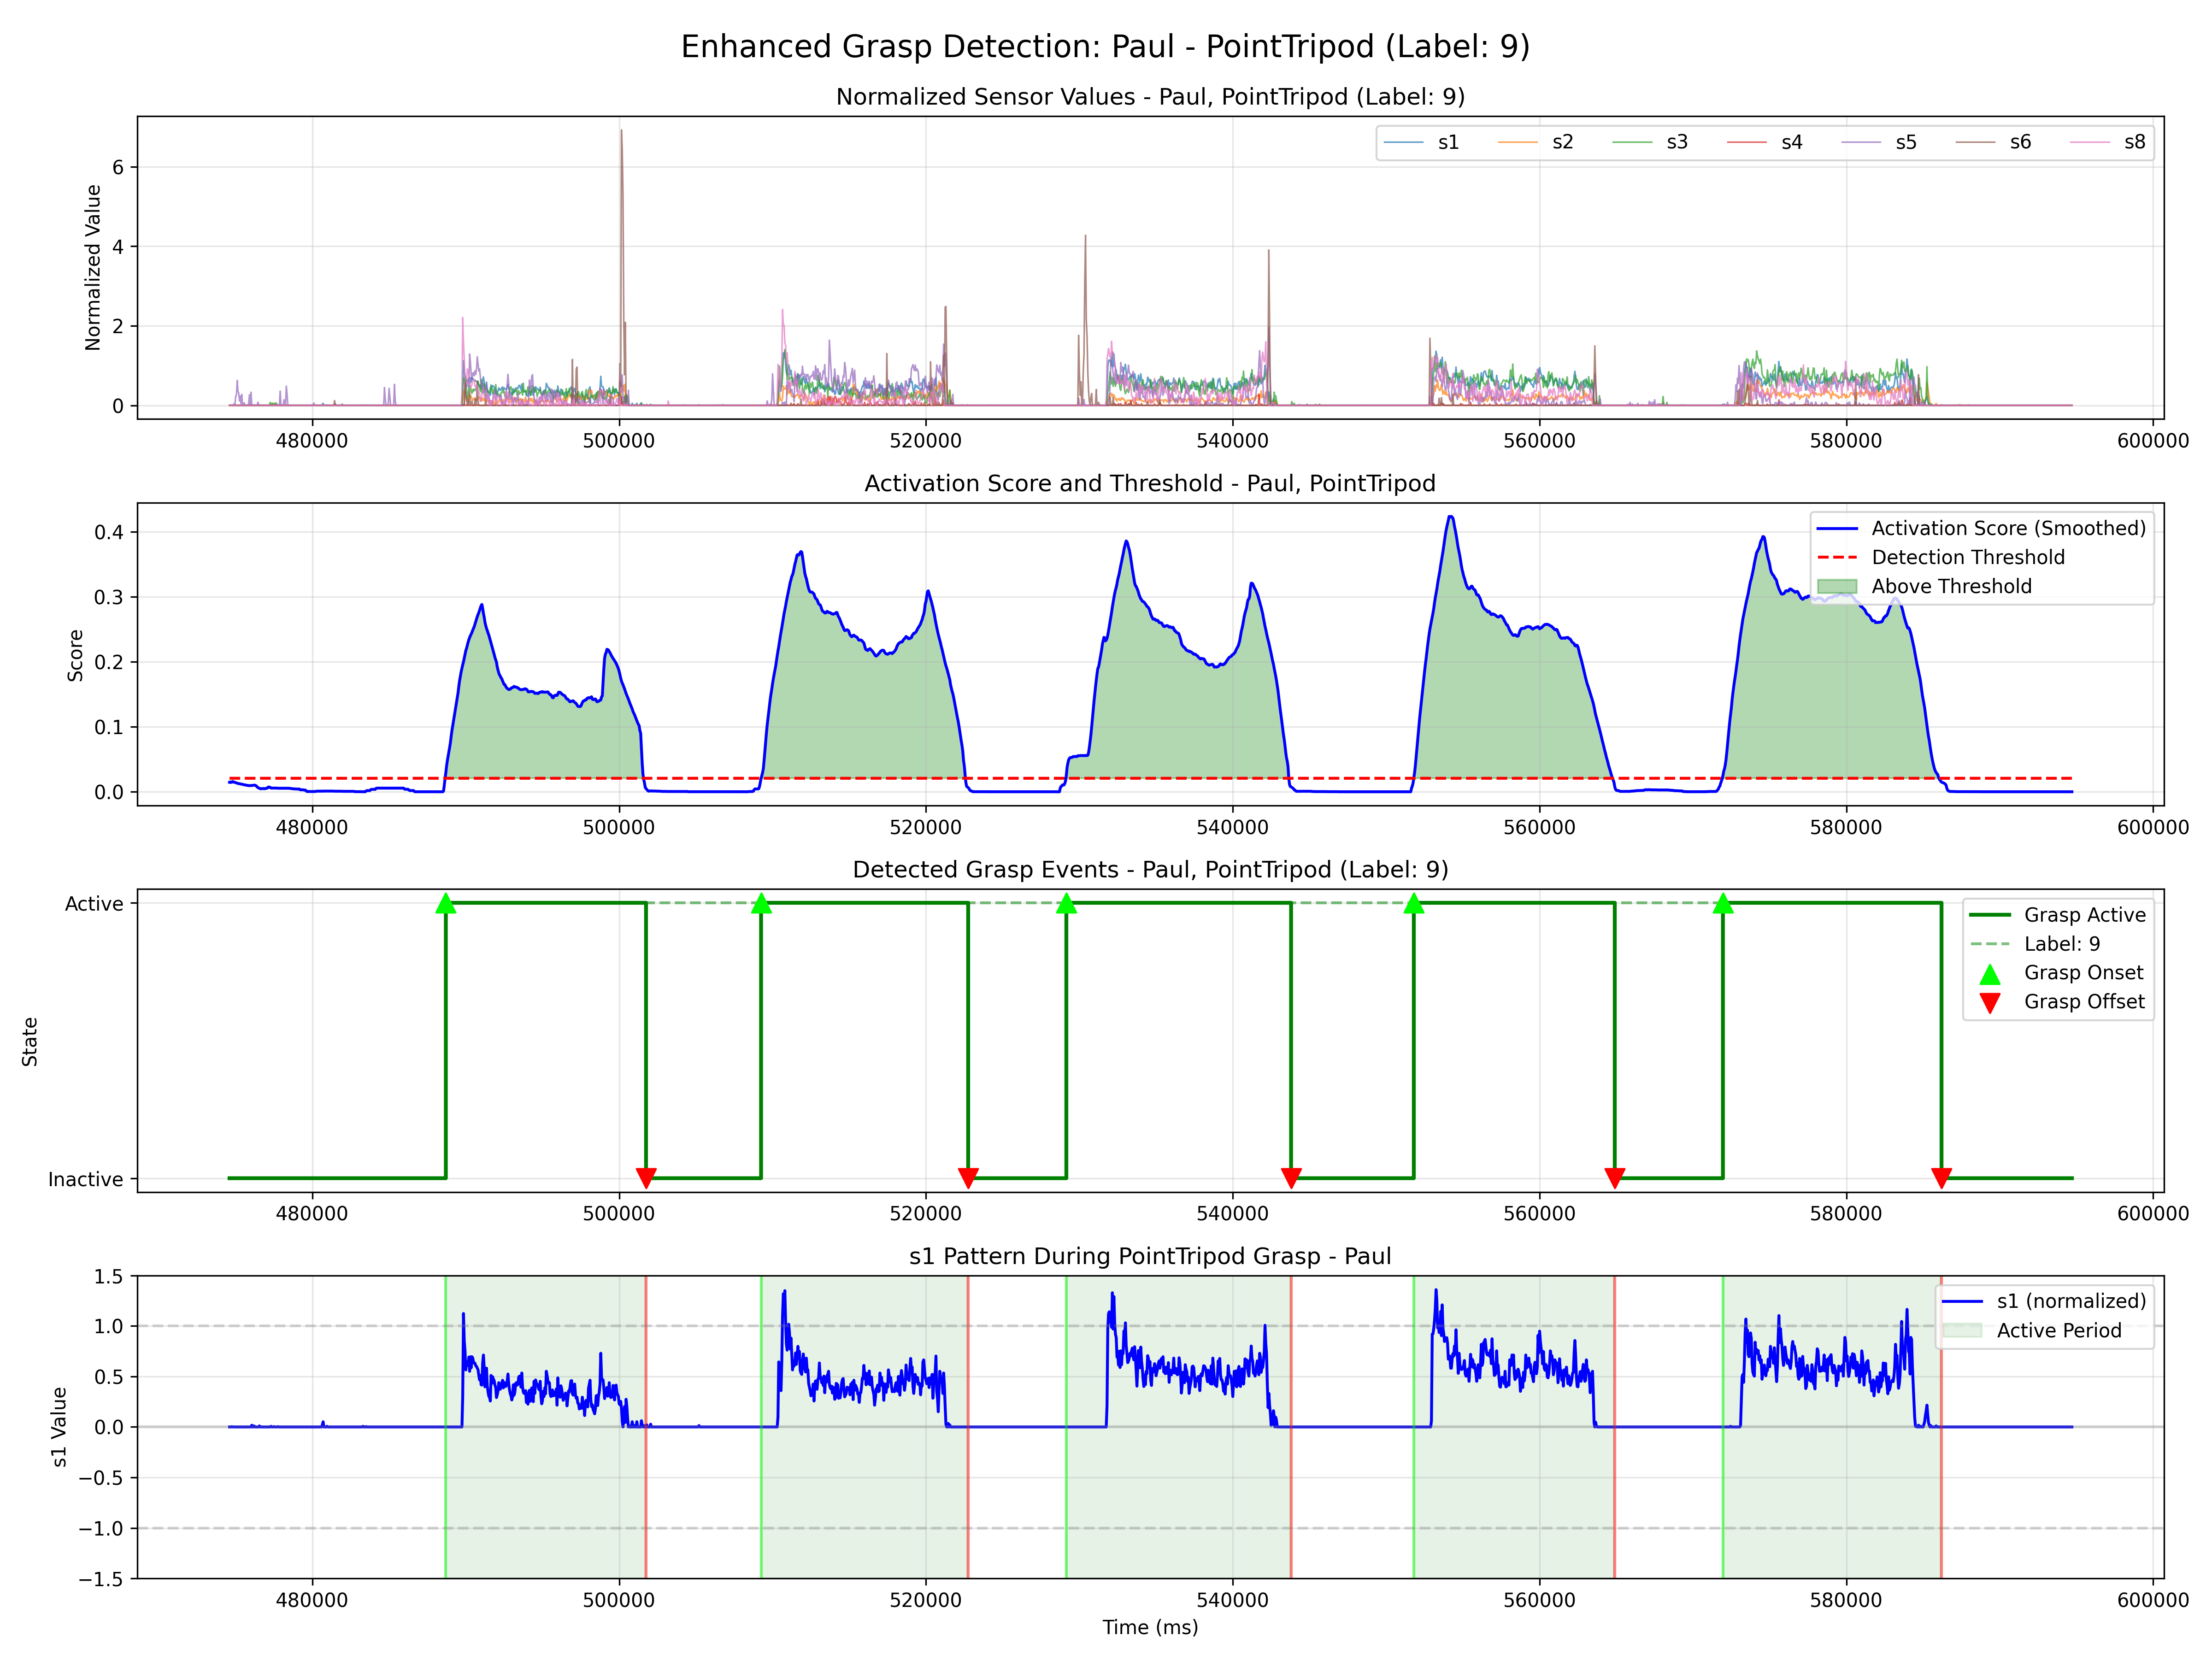 Enhanced Grasp Detection: Paul - PointTripod (Label: 9)
Normalized Sensor Values - Paul, PointTripod (Label: 9)
Normalized Value
6
4
2
0
s1 s2 s3 s4 s5 s6 s8
480000 500000 520000 540000 560000 580000 600000
Activation Score and Threshold - Paul, PointTripod
Score
0.4
0.3
0.2
0.1
0.0
Activation Score (Smoothed)
Detection Threshold
Above Threshold
480000 500000 520000 540000 560000 580000 600000
Detected Grasp Events - Paul, PointTripod (Label: 9)
State
Active
Inactive
Grasp Active
Label: 9
Grasp Onset
Grasp Offset
480000 500000 520000 540000 560000 580000 600000
s1 Pattern During PointTripod Grasp - Paul
s1 Value
1.5
1.0
0.5
0.0
−0.5
−1.0
−1.5
s1 (normalized)
Active Period
480000 500000 520000 540000 560000 580000 600000
Time (ms)